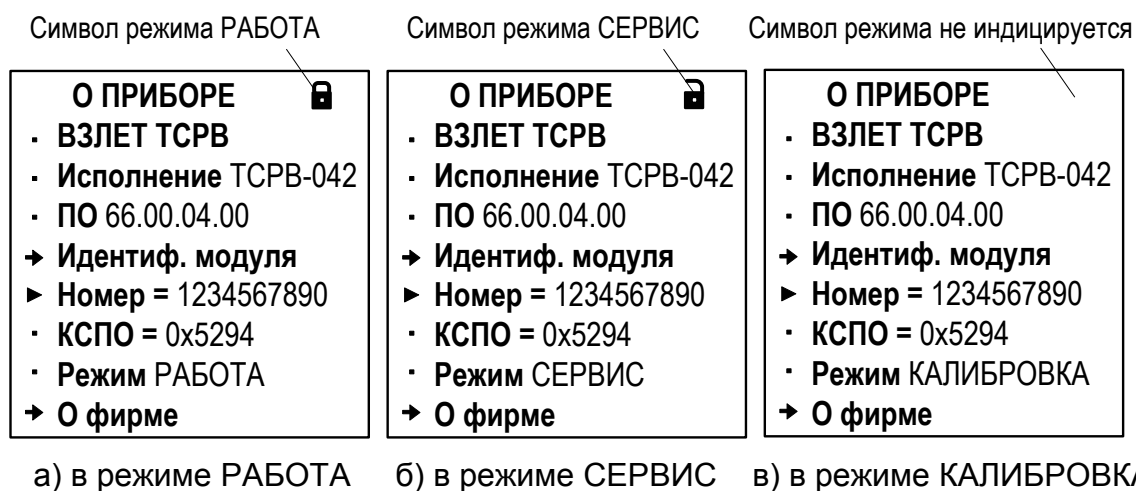 Символ режима РАБОТА
Символ режима СЕРВИС
Символ режима не индицируется
О ПРИБОРЕ
ВЗЛЕТ ТСРВ
Исполнение ТСРВ-042
ПО 66.00.04.00
Идентиф. модуля
Номер = 1234567890
КСПО = 0x5294
Режим РАБОТА
О фирме
О ПРИБОРЕ
ВЗЛЕТ ТСРВ
Исполнение ТСРВ-042
ПО 66.00.04.00
Идентиф. модуля
Номер = 1234567890
КСПО = 0x5294
Режим СЕРВИС
О фирме
О ПРИБОРЕ
ВЗЛЕТ ТСРВ
Исполнение ТСРВ-042
ПО 66.00.04.00
Идентиф. модуля
Номер = 1234567890
КСПО = 0x5294
Режим КАЛИБРОВКА
О фирме
а) в режиме РАБОТА
б) в режиме СЕРВИС
в) в режиме КАЛИБРОВКА